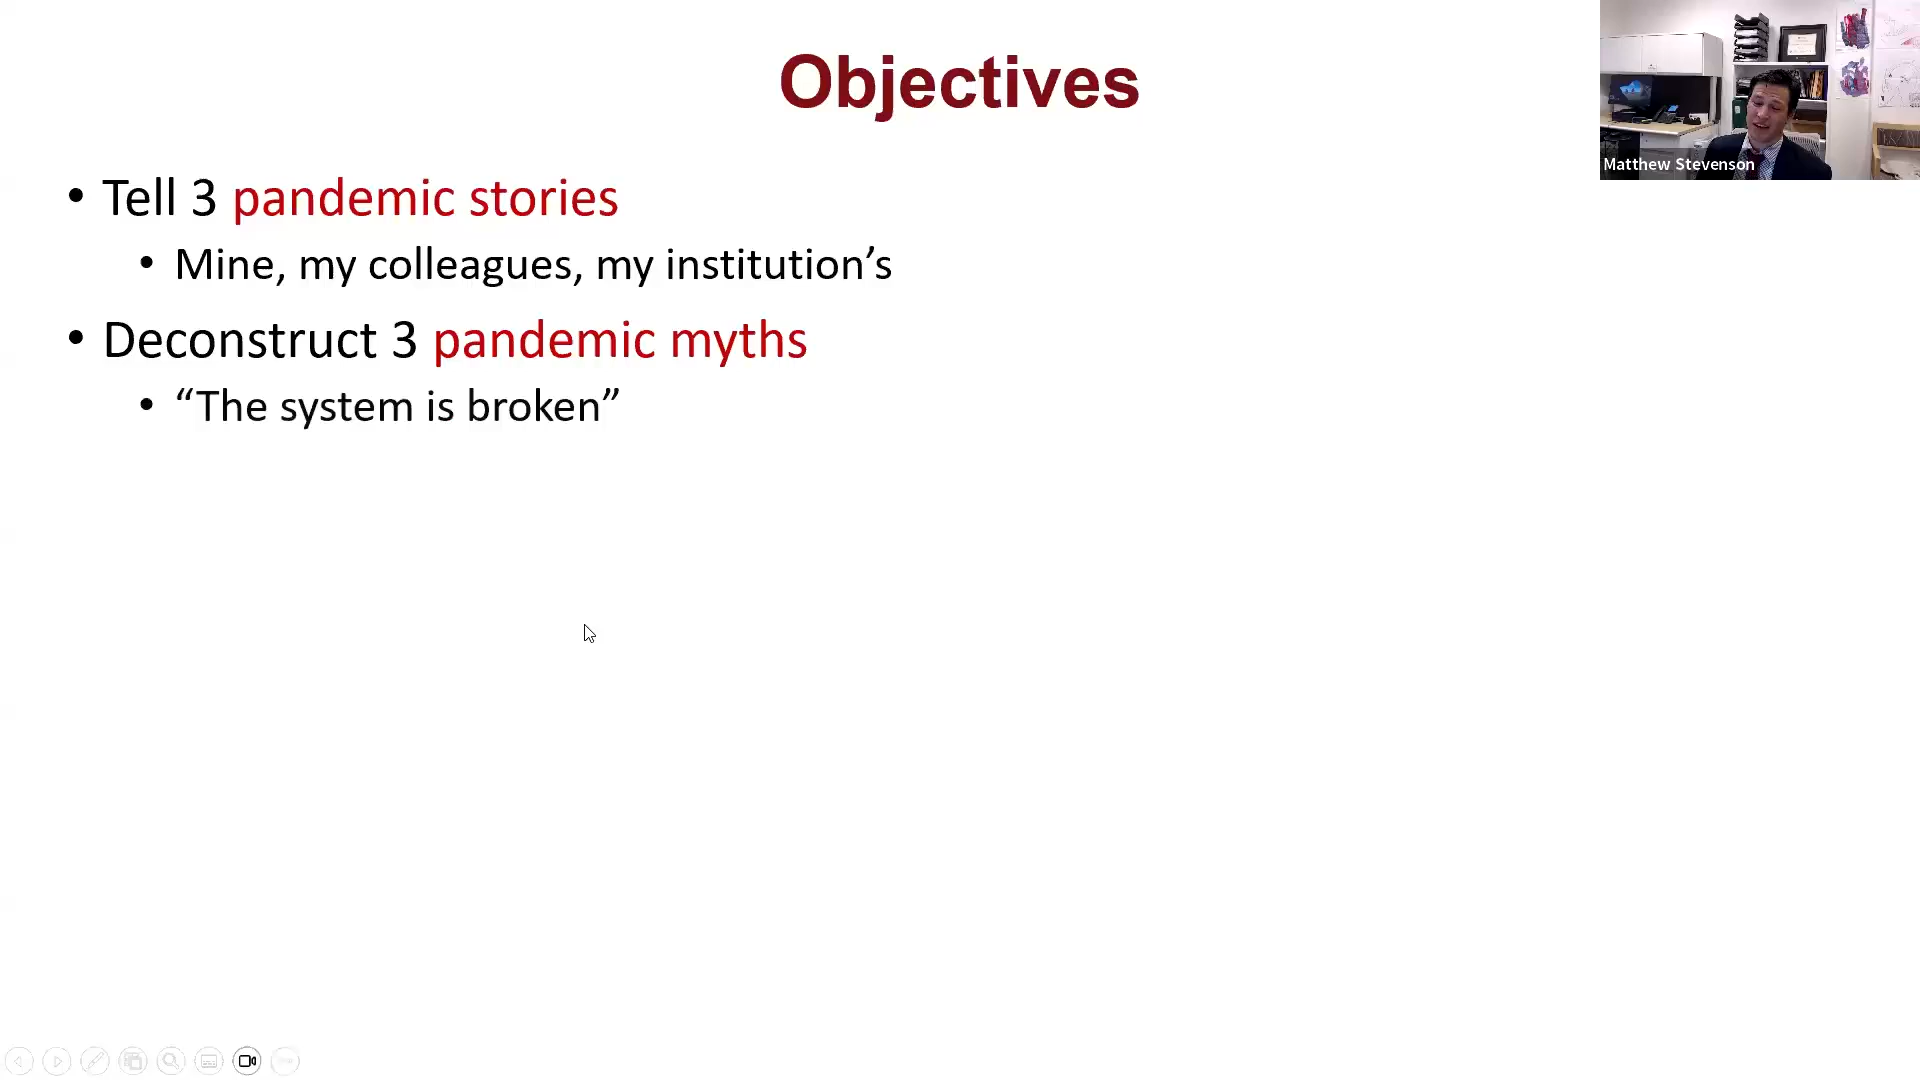 Objectives
Matthew Stevenson
• Tell 3 pandemic stories
• Mine, my colleagues, my institution’s
• Deconstruct 3 pandemic myths
• “The system is broken”